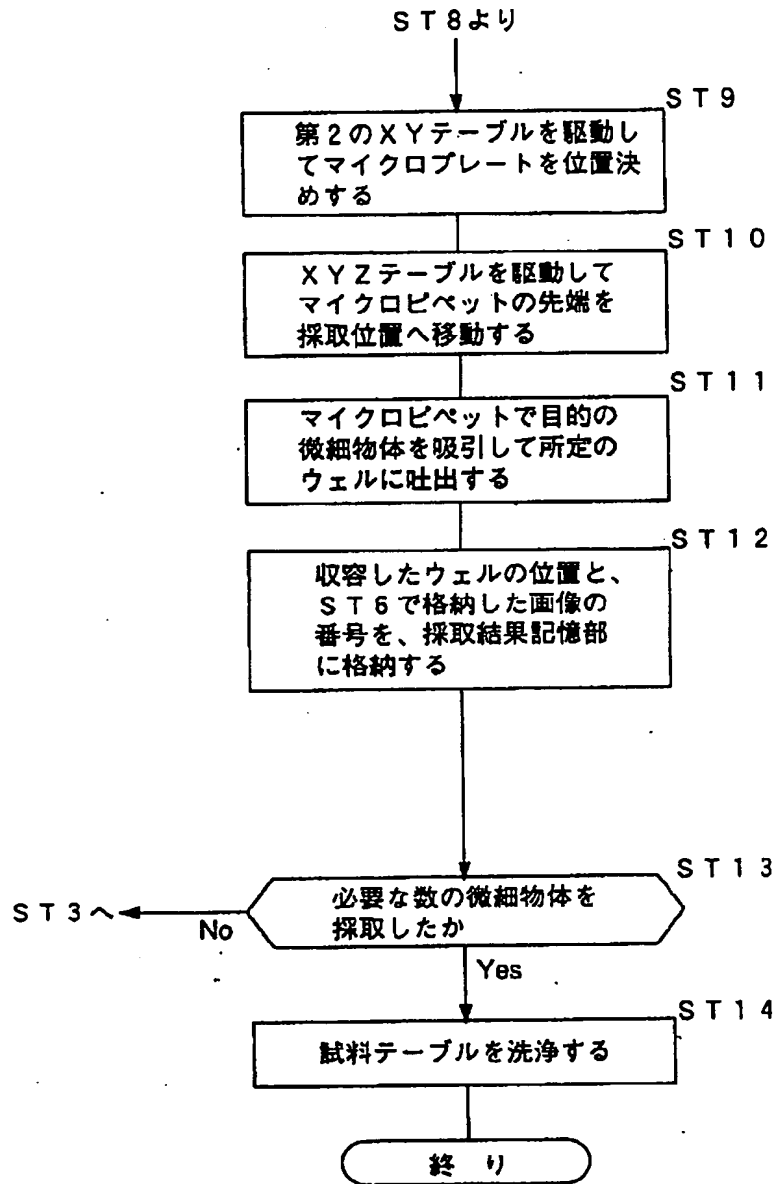 ST8より
ST9
第2のXYテーブルを駆動し
てマイクロプレートを位置決
めする
ST10
XYZテーブルを駆動して
マイクロピペットの先端を
採取位置へ移動する
ST11
マイクロピペットで目的の
微細物体を吸引して所定の
ウェルに吐出する
ST12
収容したウェルの位置と、
ST6で格納した画像の
番号を、採取結果記憶部
に格納する
ST13
必要な数の微細物体を
採取したか
ST3へ
No
Yes
ST14
試料テーブルを洗浄する
終り